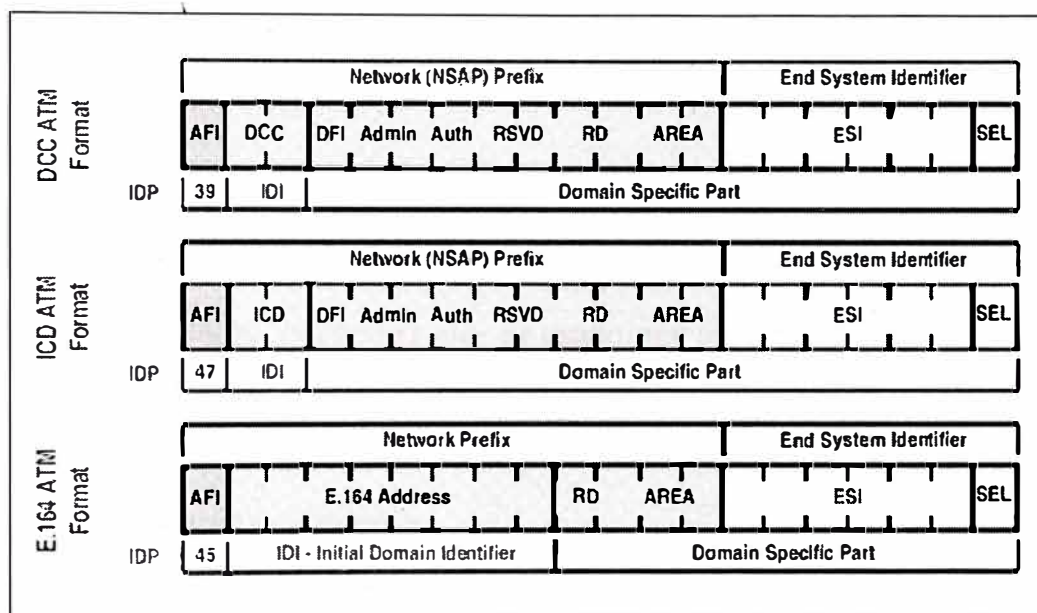 Network (NSAP) Prefix End System Identifier
DCC ATM Format
AFI DCC DFI Admin Auth RSVD RD AREA ESI SEL
IDP 39 IDI Domain Specific Part
Network (NSAP) Prefix End System Identifier
ICD ATM Format
AFI ICD DFI Admin Auth RSVD RD AREA ESI SEL
IDP 47 IDI Domain Specific Part
Network Prefix End System Identifier
E.164 ATM Format
AFI E.164 Address RD AREA ESI SEL
IDP 45 IDI - Initial Domain Identifier Domain Specific Part